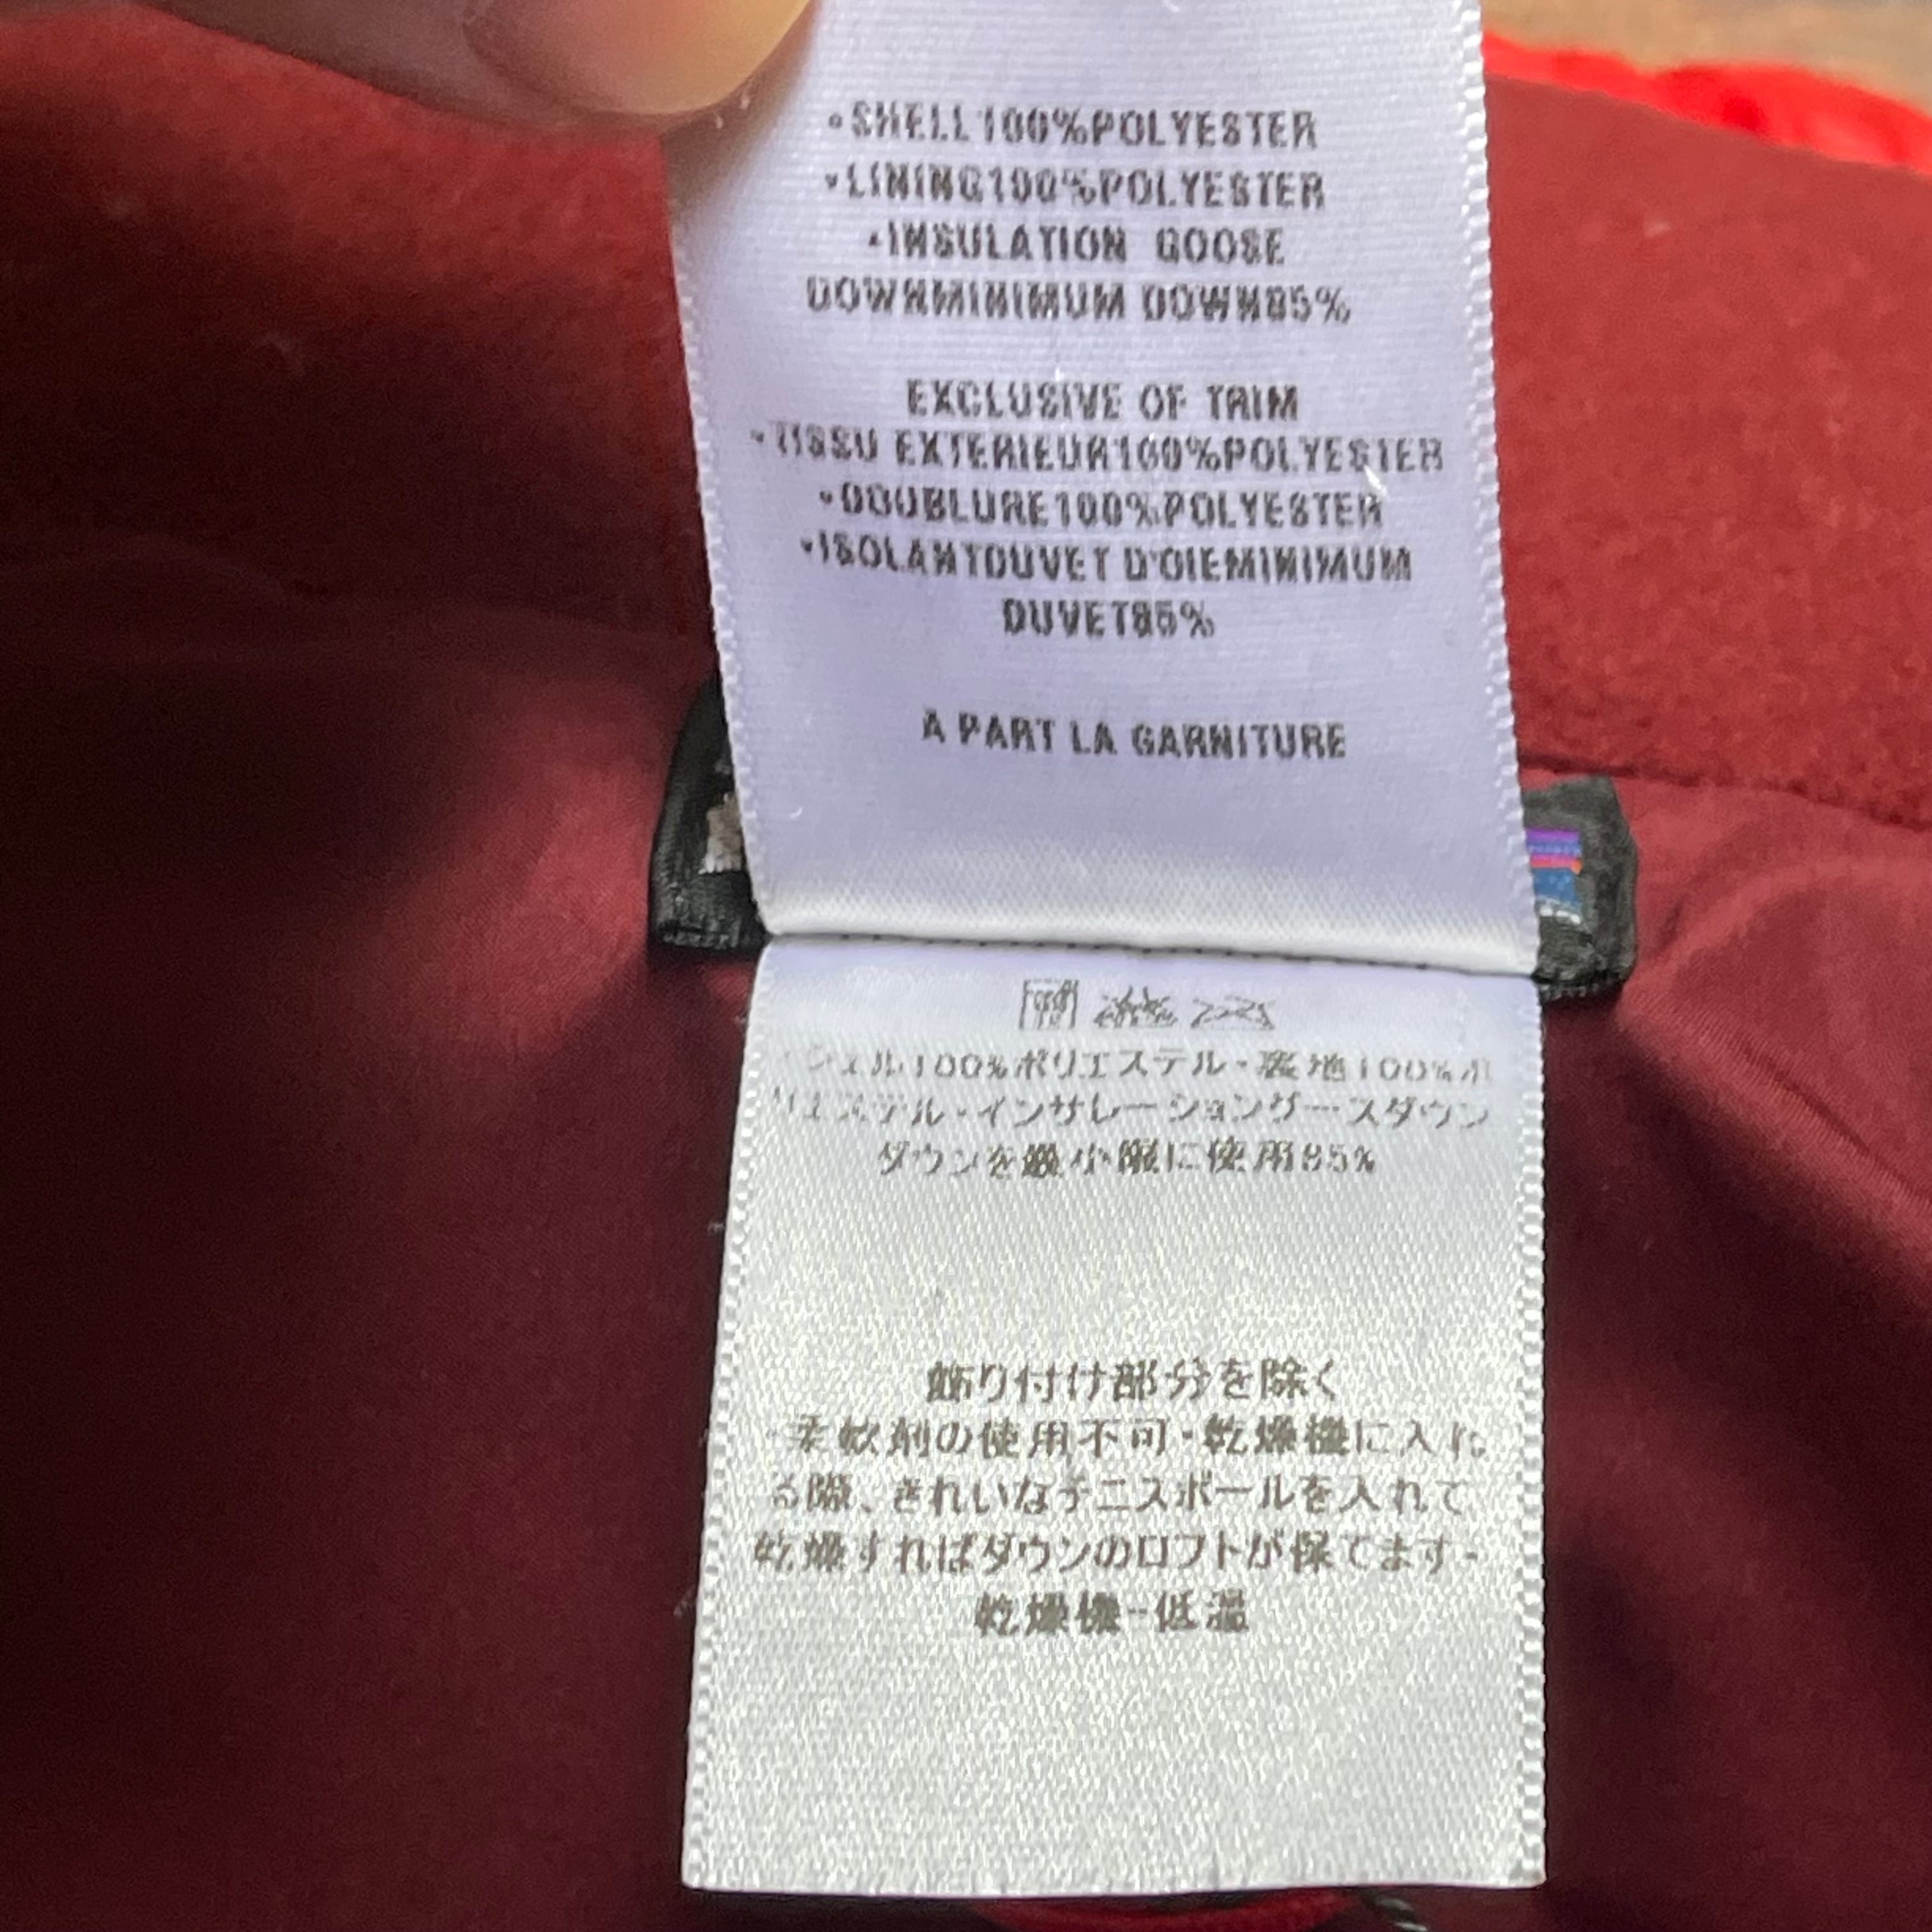 •SHELL100%POLYESTER
•LINING100%POLYESTER
•INSULATION GOOSE
DOWNMINIMUM DOWN85%
EXCLUSIVE OF TRIM
•TISSU EXTERIEUR100%POLYESTER
•DOUBLURE100%POLYESTER
•ISOLANTDUVET D'OIEMINIMUM
DUVET85%
À PART LA GARNITURE
・シェル100%ポリエステル・裏地100%ポ
リエステル・インサレーショングースダウン
ダウンを最小限に使用85%
飾り付け部分を除く
・柔軟剤の使用不可・乾燥機に入れ
る際、きれいなテニスボールを入れて
乾燥すればダウンのロフトが保てます-
乾燥機-低温